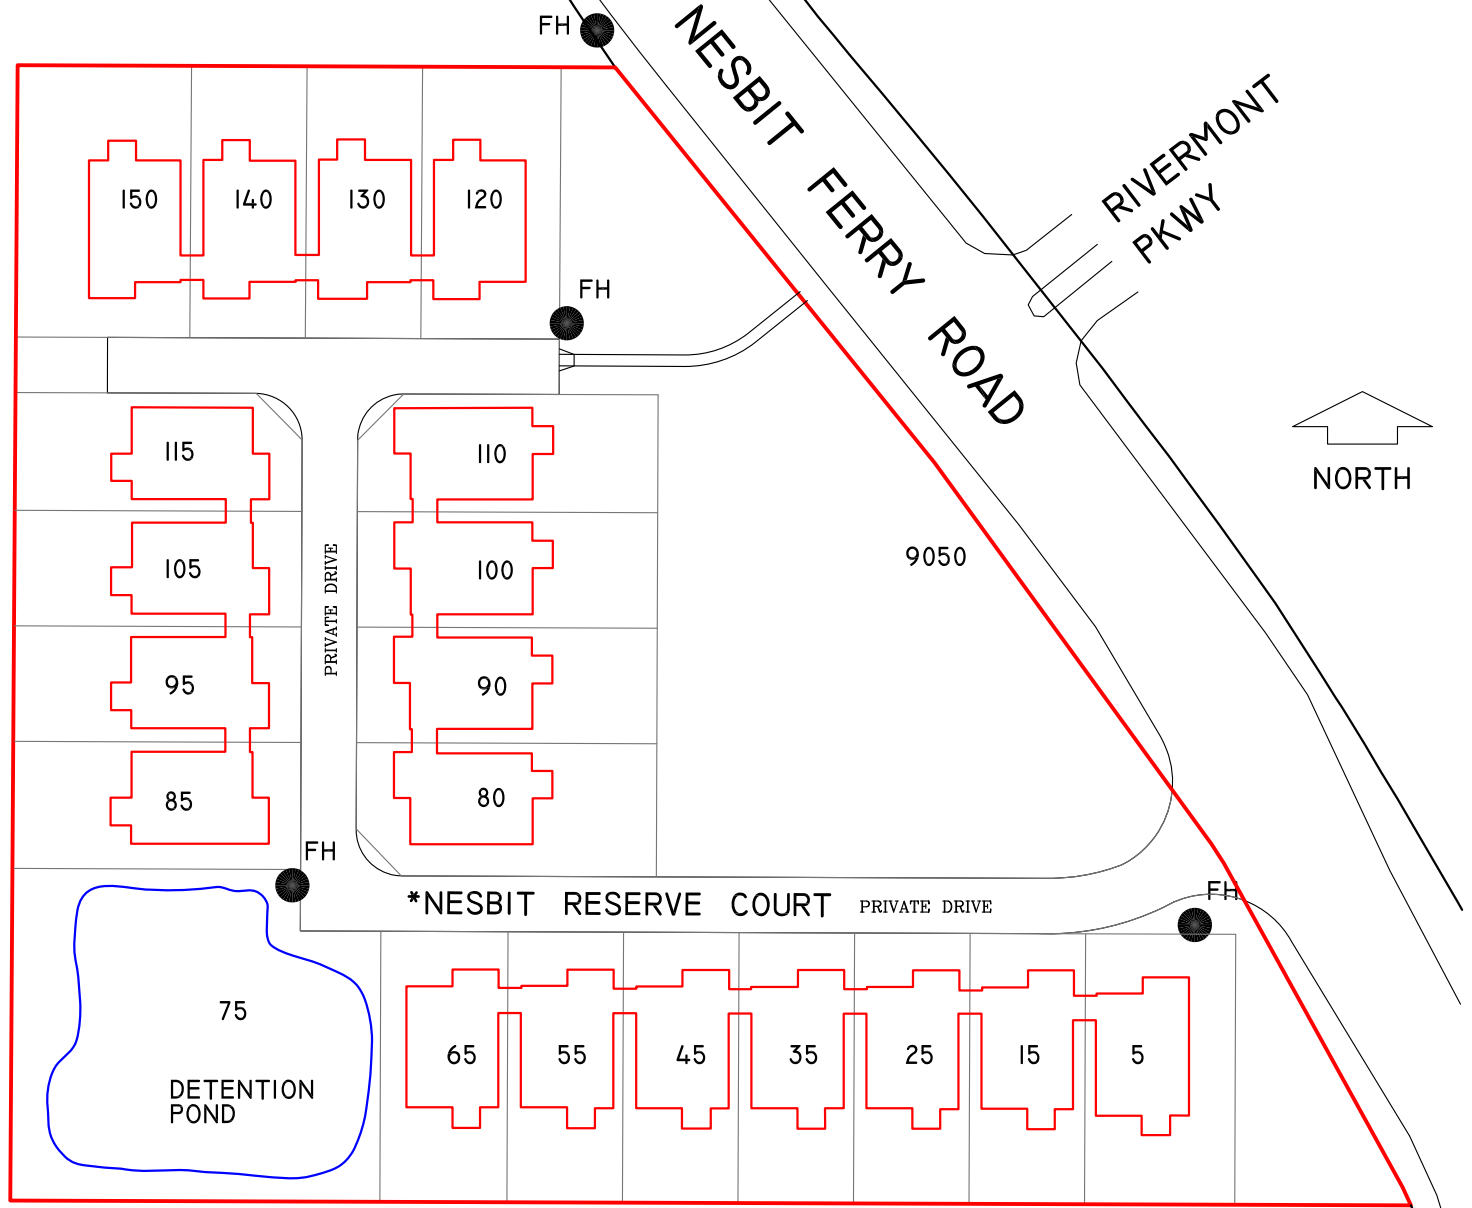 FH
NESBIT FERRY ROAD
RIVERMONT
PKWY
150 140 130 120
FH
NORTH
115 110
105 100
9050
PRIVATE DRIVE
95 90
85 80
FH
*NESBIT RESERVE COURT PRIVATE DRIVE
FH
75
65 55 45 35 25 15 5
DETENTION
POND